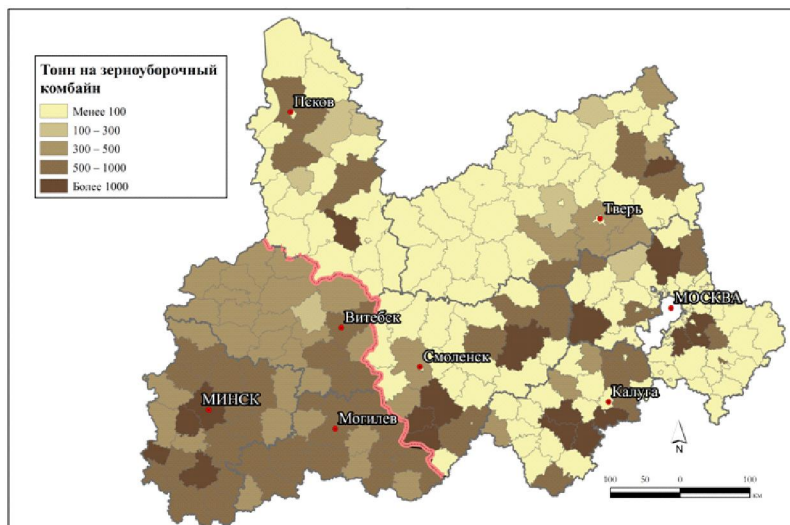 Тонн на зерноуборочный
комбайн
Менее 100
100 – 300
300 – 500
500 – 1000
Более 1000
Псков
Тверь
МОСКВА
Витебск
Смоленск
Калуга
МИНСК
Могилев
N
100 50 0 100
км